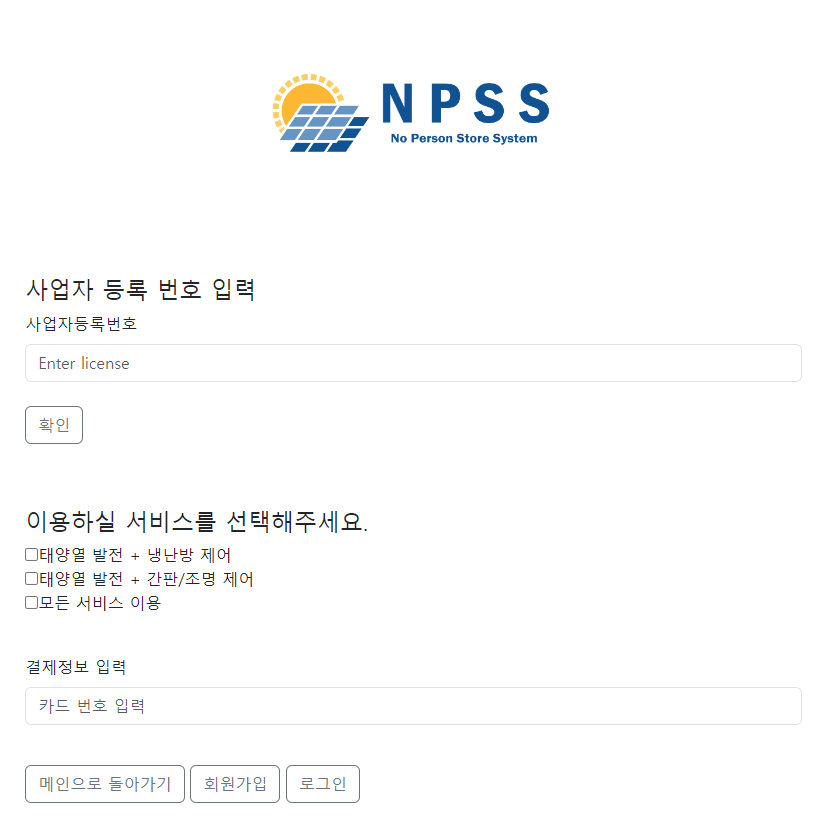 NPSS
No Person Store System
사업자 등록 번호 입력
사업자등록번호
Enter license
확인
이용하실 서비스를 선택해주세요.
태양열 발전 + 냉난방 제어
태양열 발전 + 간판/조명 제어
모든 서비스 이용
결제정보 입력
카드 번호 입력
메인으로 돌아가기 회원가입 로그인